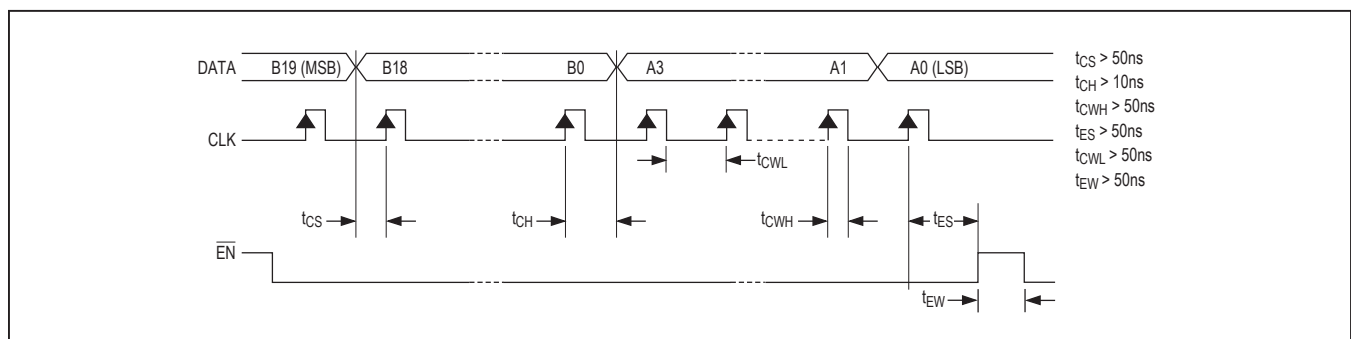 DATA B19 (MSB) B18 B0 A3 A1 A0 (LSB)
CLK
tCWL
tCS tCH tCWH tES
EN
tEW
tCS > 50ns
tCH > 10ns
tCWH > 50ns
tES > 50ns
tCWL > 50ns
tEW > 50ns